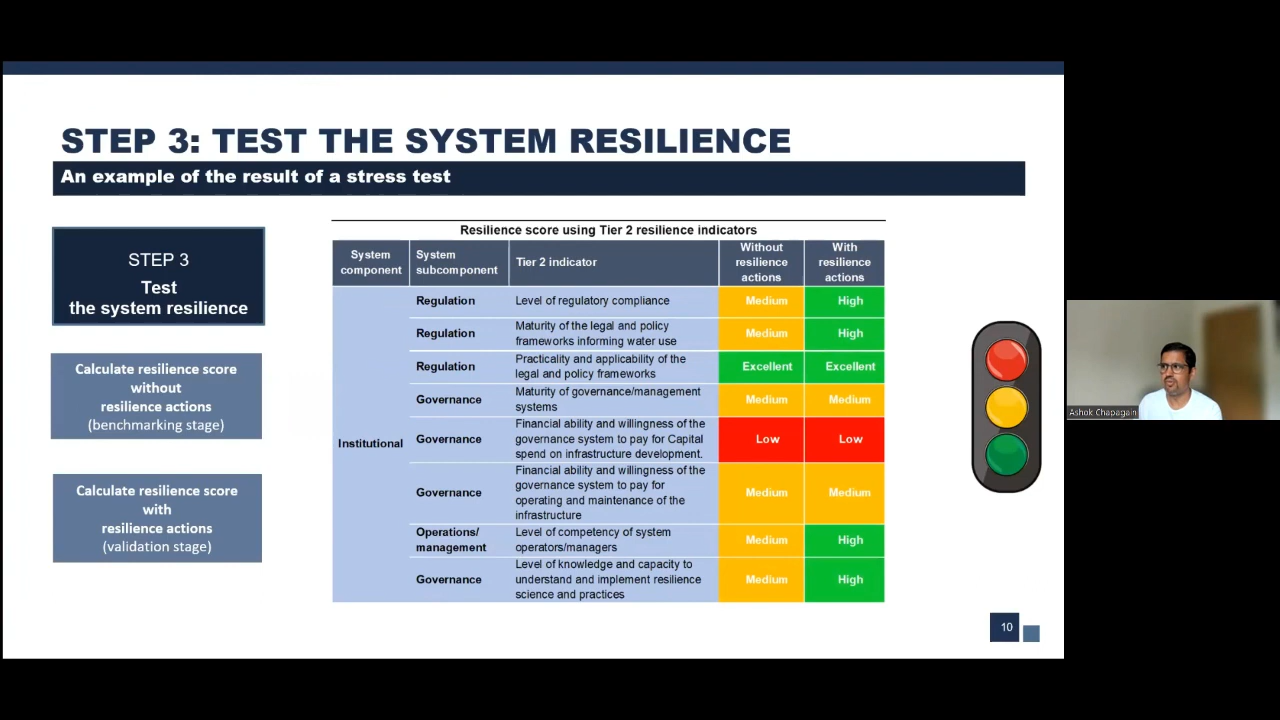 STEP 3: TEST THE SYSTEM RESILIENCE
An example of the result of a stress test
STEP 3
Test
the system resilience
Calculate resilience score
without
resilience actions
(benchmarking stage)
Calculate resilience score
with
resilience actions
(validation stage)
Resilience score using Tier 2 resilience indicators
System
component
System
subcomponent
Tier 2 indicator
Without
resilience
actions
With
resilience
actions
Institutional
Regulation
Level of regulatory compliance
Medium
High
Regulation
Maturity of the legal and policy
frameworks informing water use
Medium
High
Regulation
Practicality and applicability of the
legal and policy frameworks
Excellent
Excellent
Governance
Maturity of governance/management
systems
Medium
Medium
Governance
Financial ability and willingness of the
governance system to pay for Capital
spend on infrastructure development.
Low
Low
Governance
Financial ability and willingness of the
governance system to pay for
operating and maintenance of the
infrastructure
Medium
Medium
Operations/
management
Level of competency of system
operators/managers
Medium
High
Governance
Level of knowledge and capacity to
understand and implement resilience
science and practices
Medium
High
10
Ashok Chapagain